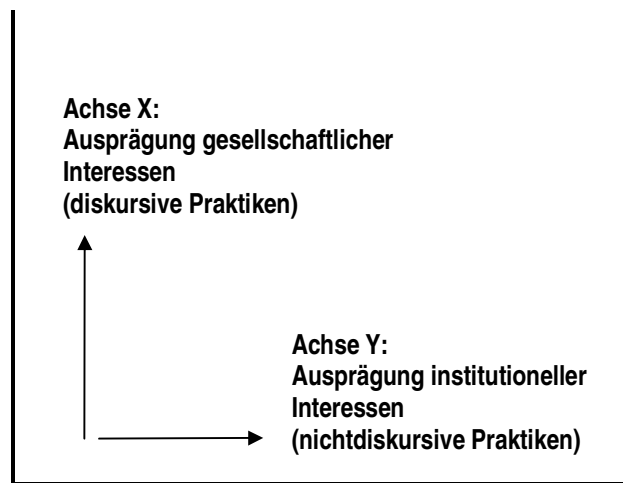 Achse X:
Ausprägung gesellschaftlicher
Interessen
(diskursive Praktiken)
Achse Y:
Ausprägung institutioneller
Interessen
(nichtdiskursive Praktiken)